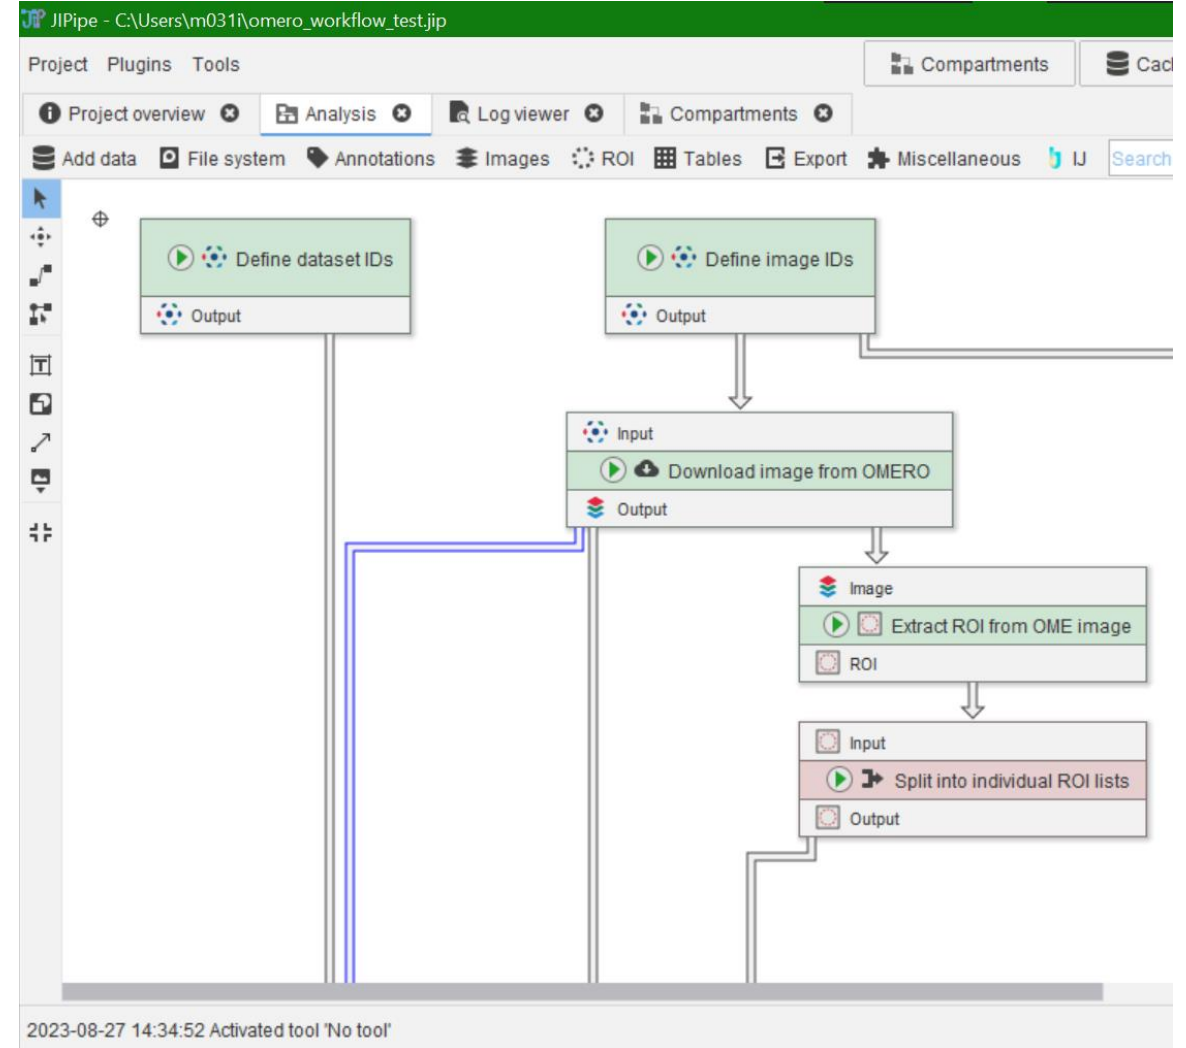 JIPipe - C:\Users\m031i\omero_workflow_test.jip
Project Plugins Tools
Compartments
Project overview Analysis Log viewer Compartments
Add data File system Annotations Images ROI Tables Export Miscellaneous IJ Search
Define dataset IDs
Output
Define image IDs
Output
Input
Download image from OMERO
Output
Image
Extract ROI from OME image
ROI
Input
Split into individual ROI lists
Output
2023-08-27 14:34:52 Activated tool 'No tool'